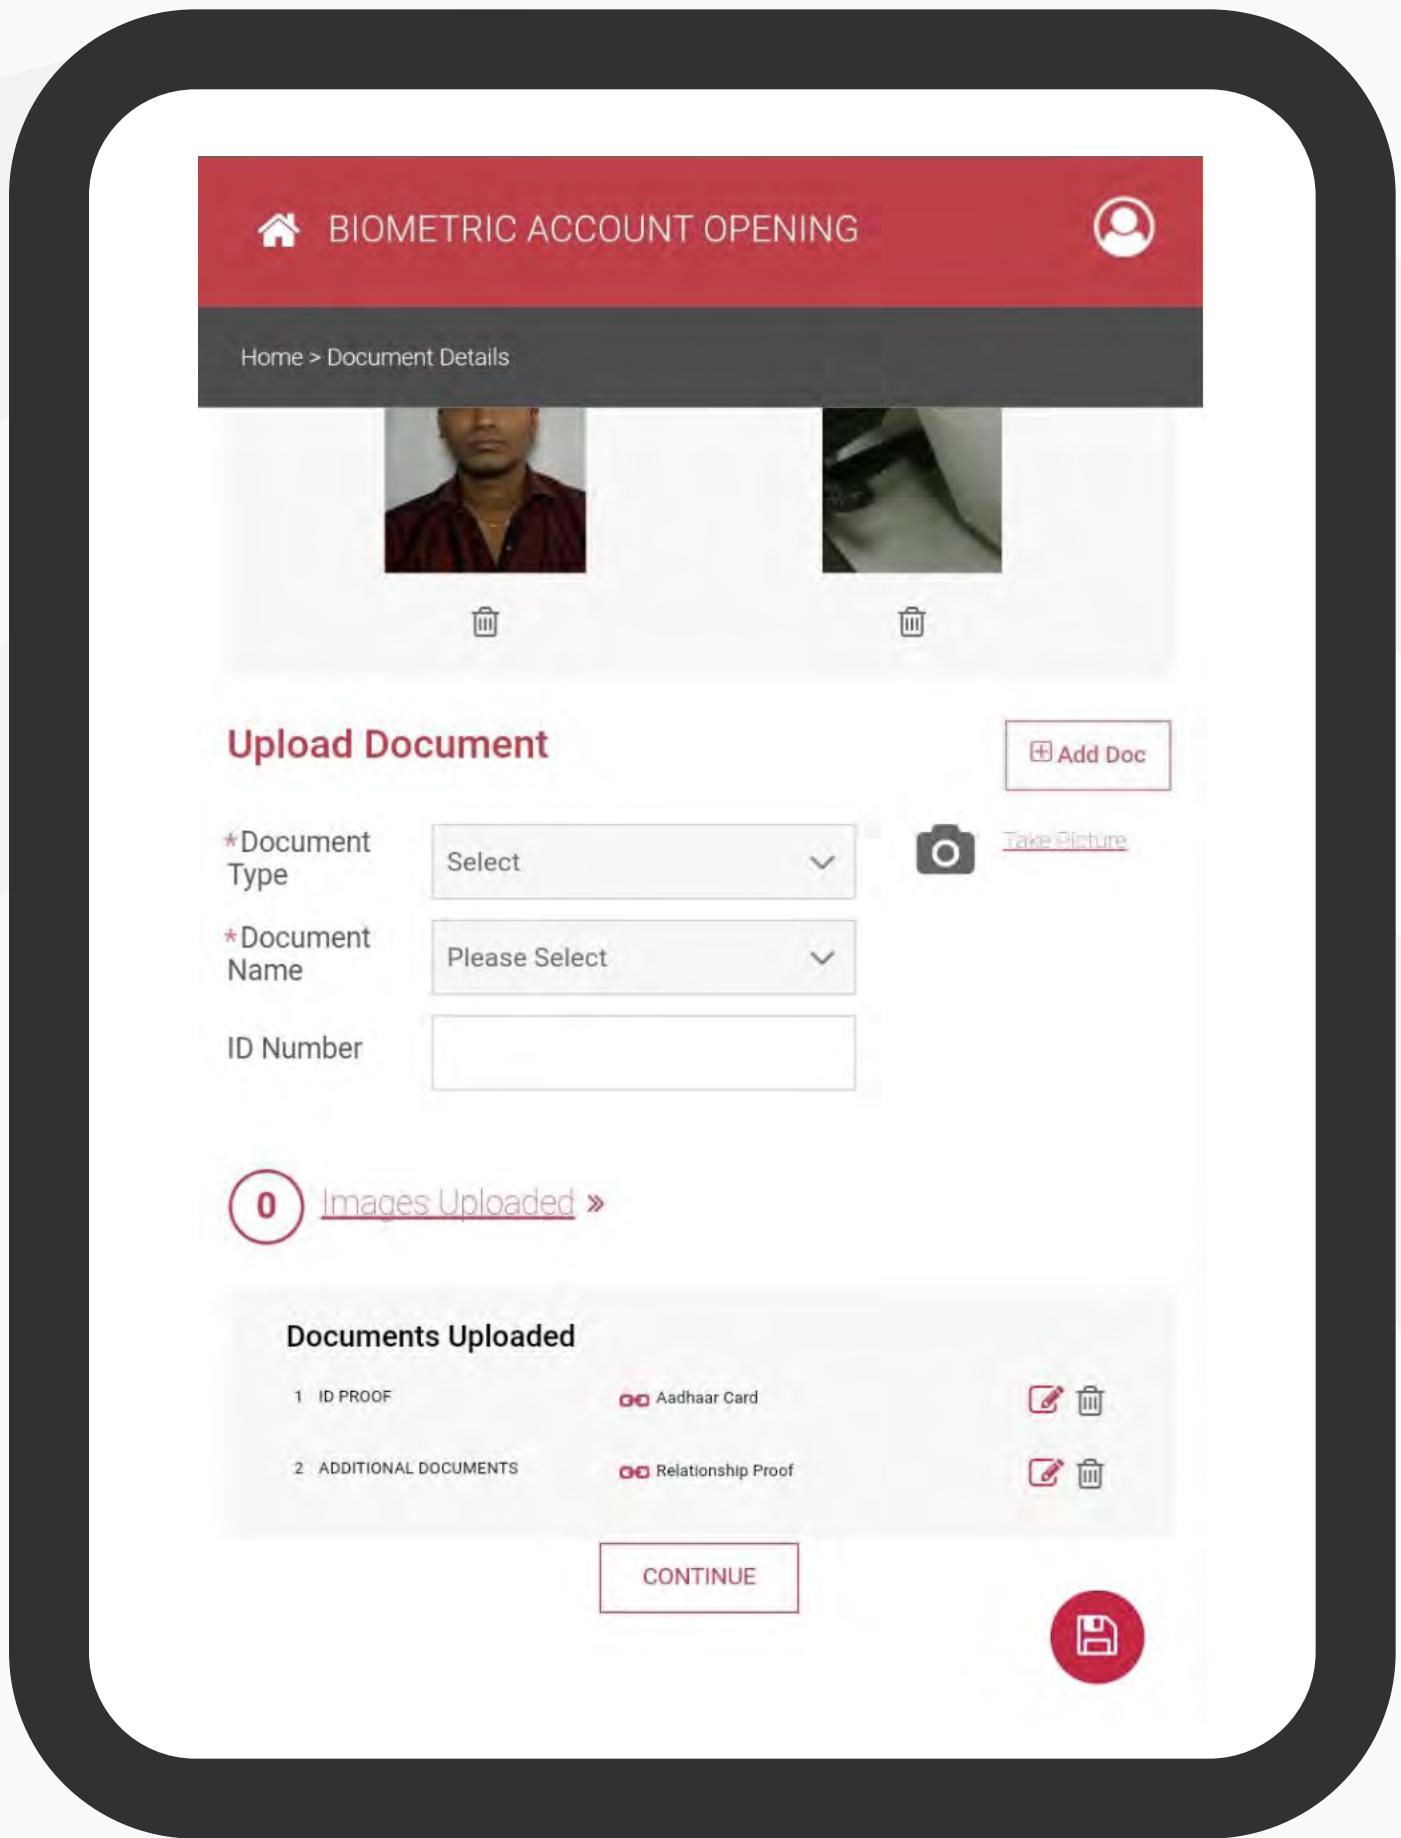 BIOMETRIC ACCOUNT OPENING
Home > Document Details
Upload Document
Add Doc
*Document
Type
Select
Take Picture
*Document
Name
Please Select
ID Number
0 Images Uploaded »
Documents Uploaded
1 ID PROOF Aadhaar Card
2 ADDITIONAL DOCUMENTS Relationship Proof
CONTINUE